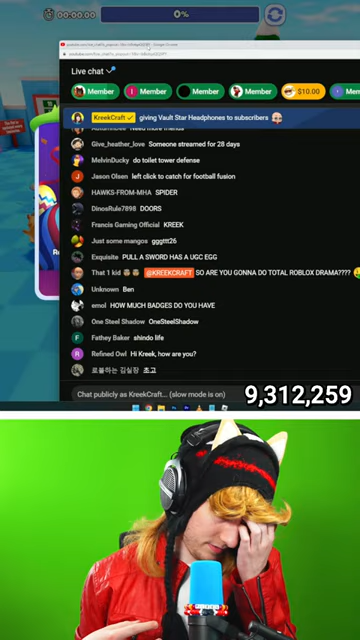 00:00.00
0%
Live chat
Member
Member
Member
Member
$10.00
Mem
KreekCraft giving Vault Star Headphones to subscribers
Give_heather_love Someone streamed for 28 days
MelvinDucky do toilet tower defense
Jason Olsen left click to catch for football fusion
HAWKS-FROM-MHA SPIDER
DinosRule7898 DOORS
Francis Gaming Official KREEK
Just some mangos gggttt26
Exquisite PULL A SWORD HAS A UGC EGG
That 1 kid @KREEKCRAFT SO ARE YOU GONNA DO TOTAL ROBLOX DRAMA????
Unknown Ben
emol HOW MUCH BADGES DO YOU HAVE
One Steel Shadow OneSteelShadow
Fathey Baker shindo life
Refined Owl Hi Kreek, how are you?
로블하는 김실장 초고
Chat publicly as KreekCraft... (slow mode is on)
9,312,259